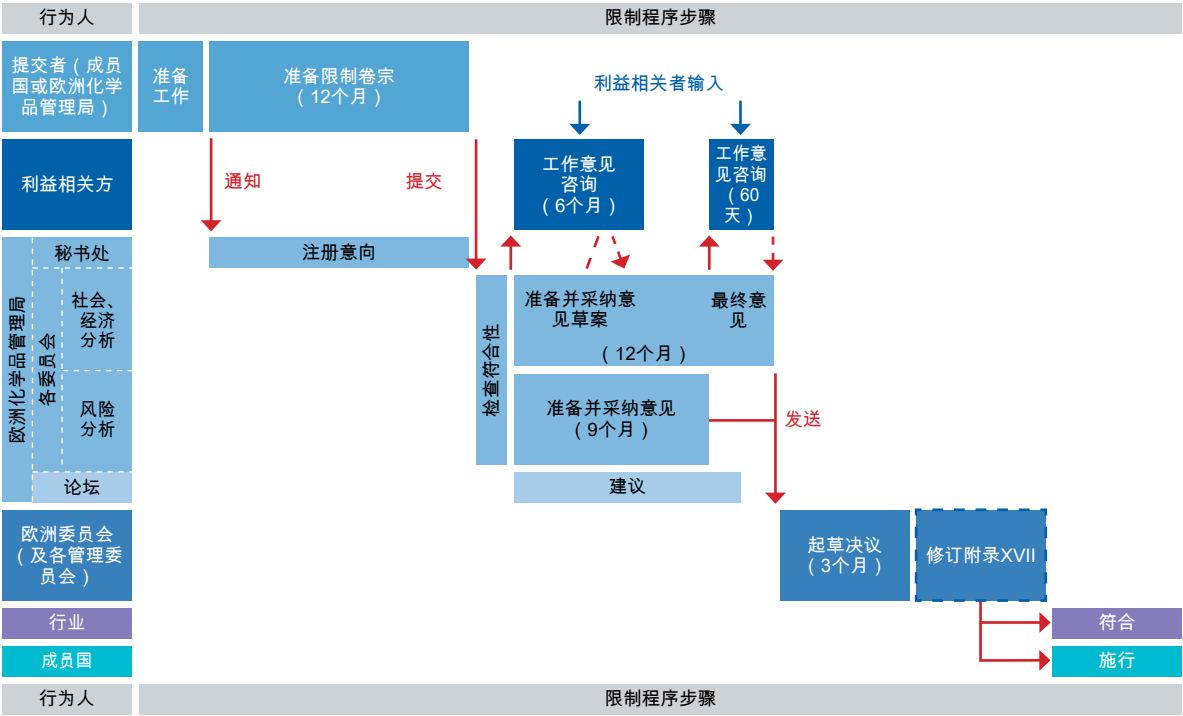 行为人
限制程序步骤
提交者（成员
国或欧洲化学
品管理局）
准备
工作
准备限制卷宗
（12个月）
利益相关者输入
利益相关方
通知
提交
工作意见
咨询
（6个月）
工作意
见咨询
（60
天）
欧洲化学品管理局
秘书处
注册意向
各委员会
社会、
经济
分析
检查符合性
准备并采纳意
见草案
最终意
见
（12个月）
风险
分析
准备并采纳意见
（9个月）
发送
论坛
建议
欧洲委员会
（及各管理委
员会）
起草决议
（3个月）
修订附录XVII
行业
符合
成员国
施行
行为人
限制程序步骤